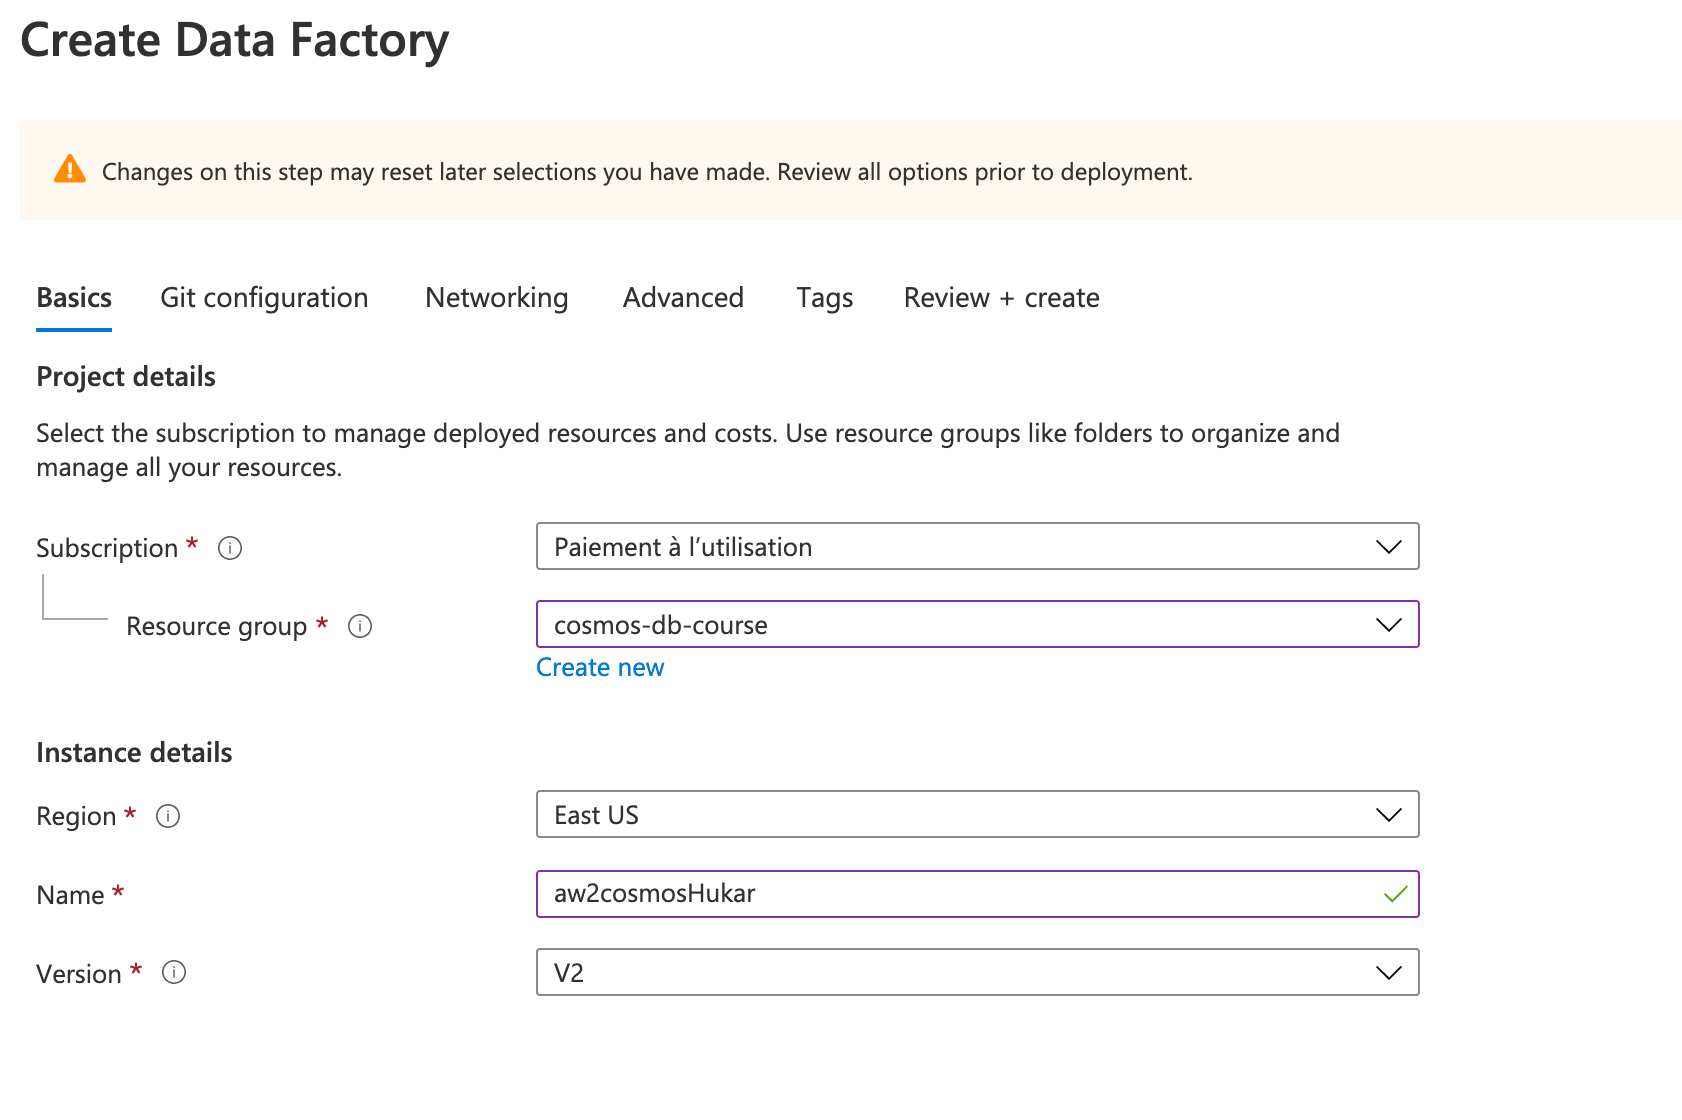 Create Data Factory
Changes on this step may reset later selections you have made. Review all options prior to deployment.
Basics Git configuration Networking Advanced Tags Review + create
Project details
Select the subscription to manage deployed resources and costs. Use resource groups like folders to organize and
manage all your resources.
Subscription * Paiement à l’utilisation
Resource group * cosmos-db-course
Create new
Instance details
Region * East US
Name * aw2cosmosHukar
Version * V2